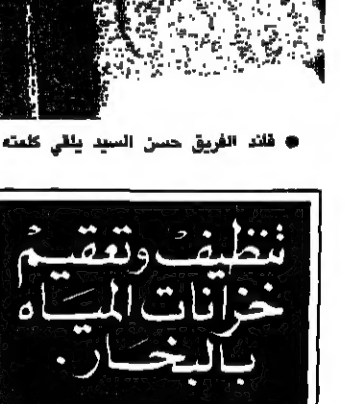 ● قائد الفريق حسن السيد يلقي كلمته
تنظيف وتعقيم
خزانات المياه
بالبخار.